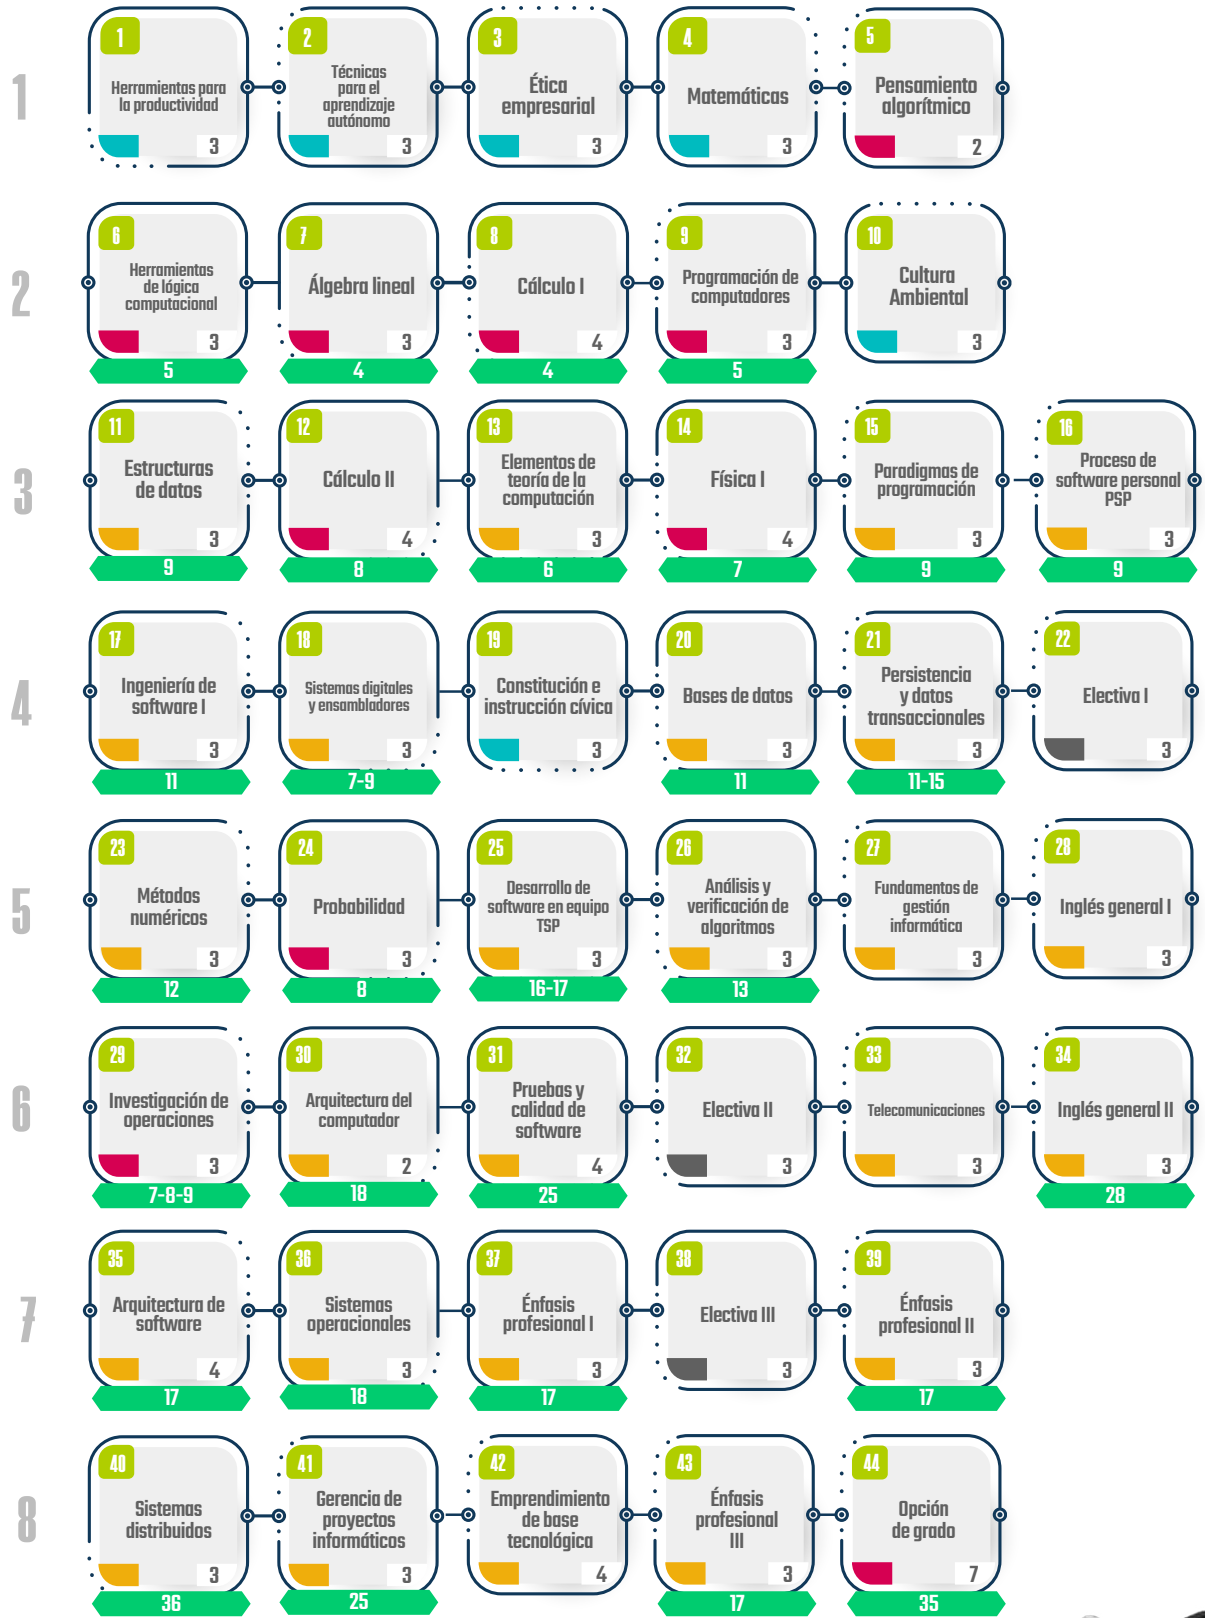 1
1
Herramientas para
la productividad
3
2
Técnicas
para el
aprendizaje
autónomo
3
3
Ética
empresarial
3
4
Matemáticas
3
5
Pensamiento
algorítmico
2
2
6
Herramientas
de lógica
computacional
3
5
7
Álgebra lineal
3
4
8
Cálculo I
4
4
9
Programación de
computadores
3
5
10
Cultura
Ambiental
3
3
11
Estructuras
de datos
3
9
12
Cálculo II
4
8
13
Elementos de
teoría de la
computación
3
6
14
Física I
4
7
15
Paradigmas de
programación
3
9
16
Proceso de
software personal
PSP
3
9
4
17
Ingeniería de
software I
3
11
18
Sistemas digitales
y ensambladores
3
7-9
19
Constitución e
instrucción cívica
3
20
Bases de datos
3
11
21
Persistencia
y datos
transaccionales
3
11-15
22
Electiva I
3
5
23
Métodos
numéricos
3
12
24
Probabilidad
3
8
25
Desarrollo de
software en equipo
TSP
3
16-17
26
Análisis y
verificación de
algoritmos
3
13
27
Fundamentos de
gestión
informática
3
28
Inglés general I
3
6
29
Investigación de
operaciones
3
7-8-9
30
Arquitectura del
computador
2
18
31
Pruebas y
calidad de
software
4
25
32
Electiva II
3
33
Telecomunicaciones
3
34
Inglés general II
3
28
7
35
Arquitectura de
software
4
17
36
Sistemas
operacionales
3
18
37
Énfasis
profesional I
3
17
38
Electiva III
3
39
Énfasis
profesional II
3
17
8
40
Sistemas
distribuidos
3
36
41
Gerencia de
proyectos
informáticos
3
25
42
Emprendimiento
de base
tecnológica
4
43
Énfasis
profesional
III
3
17
44
Opción
de grado
7
35